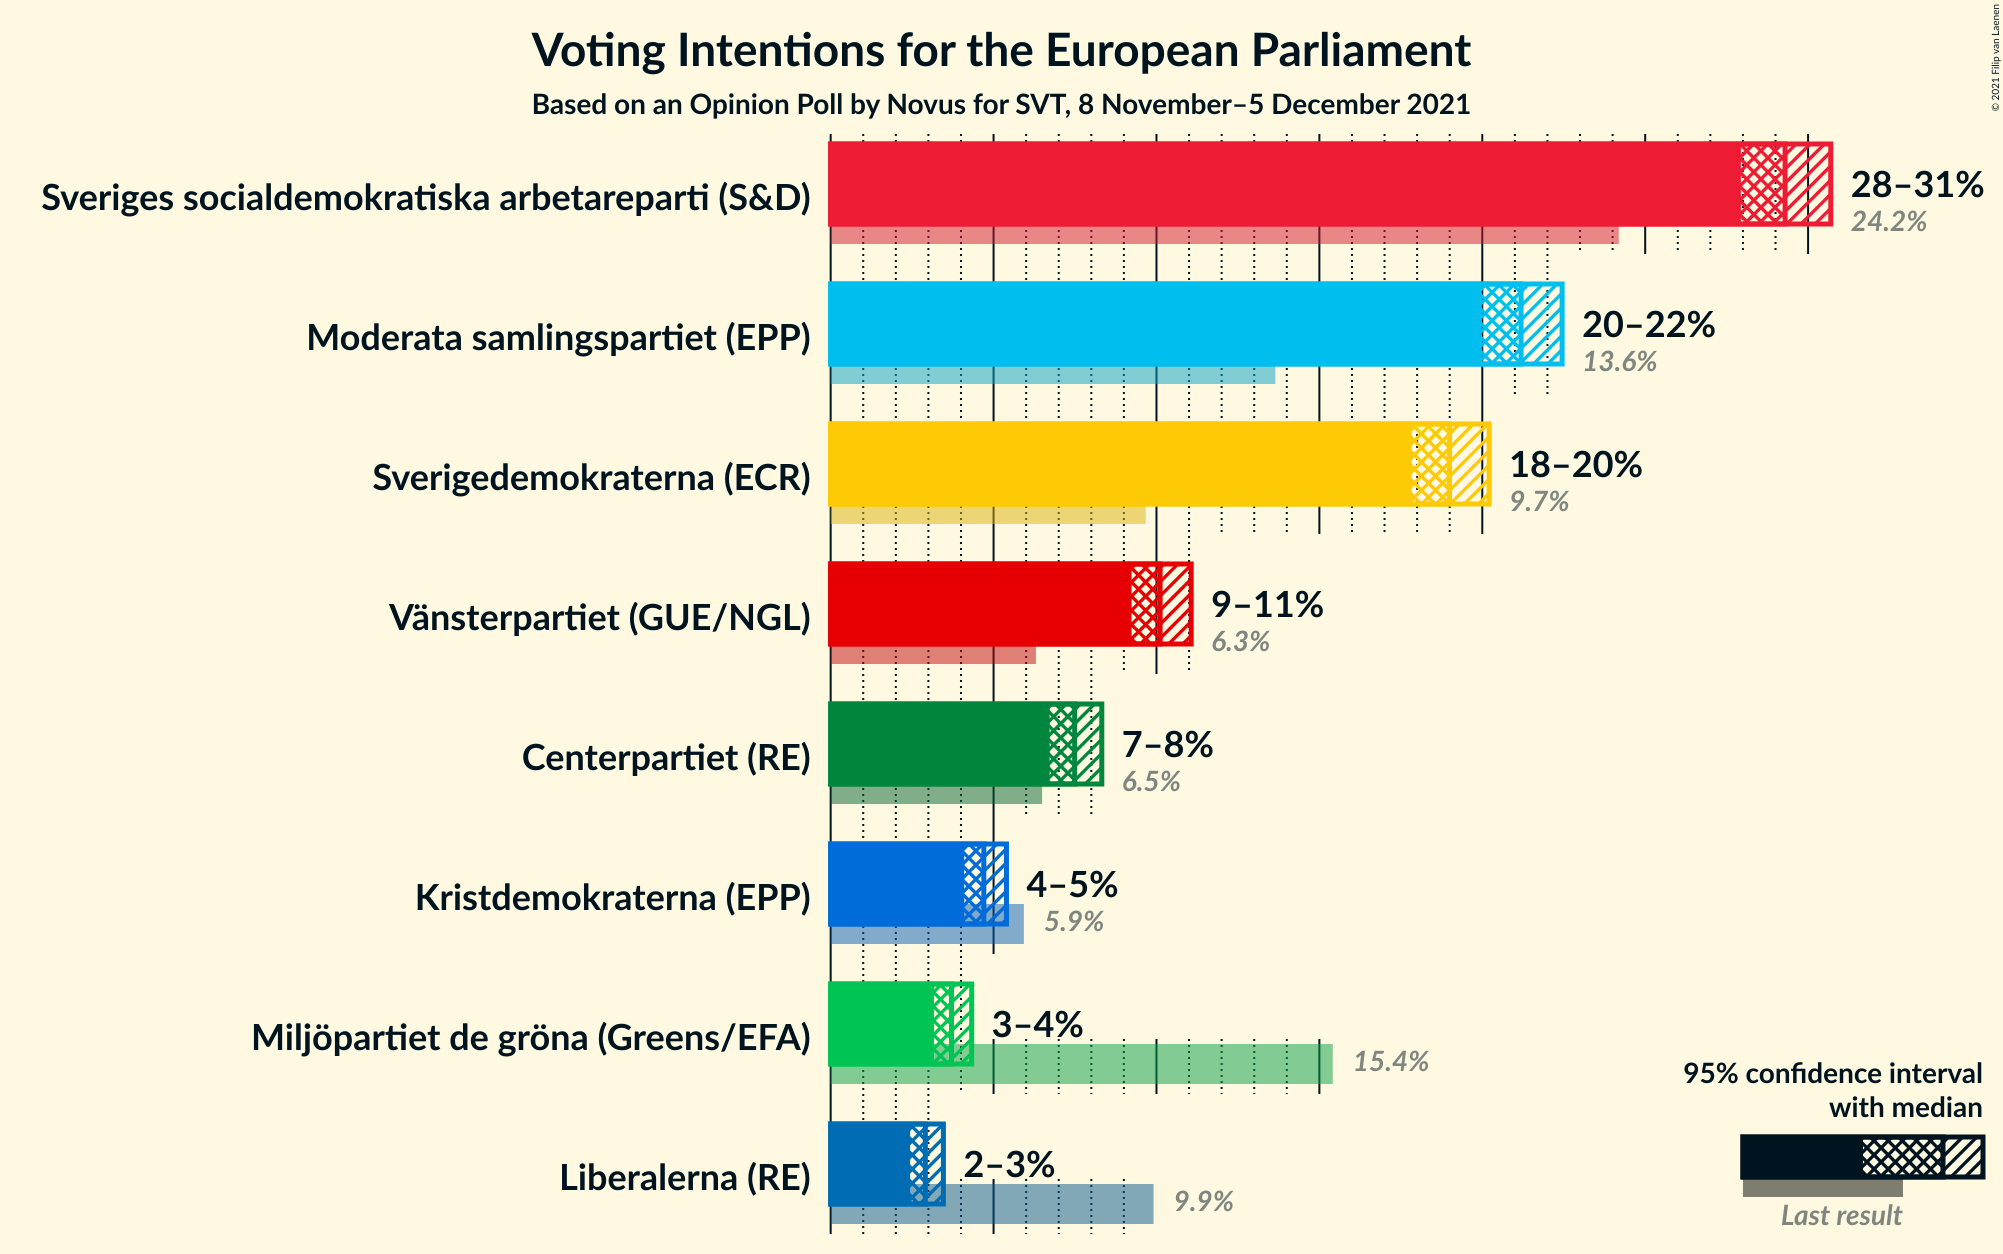 Voting Intentions for the European Parliament
Based on an Opinion Poll by Novus for SVT, 8 November–5 December 2021
© 2021 Filip van Laenen
Sveriges socialdemokratiska arbetareparti (S&D)
28–31%
24.2%
Moderata samlingspartiet (EPP)
20–22%
13.6%
Sverigedemokraterna (ECR)
18–20%
9.7%
Vänsterpartiet (GUE/NGL)
9–11%
6.3%
Centerpartiet (RE)
7–8%
6.5%
Kristdemokraterna (EPP)
4–5%
5.9%
Miljöpartiet de gröna (Greens/EFA)
3–4%
15.4%
Liberalerna (RE)
2–3%
9.9%
95% confidence interval
with median
Last result